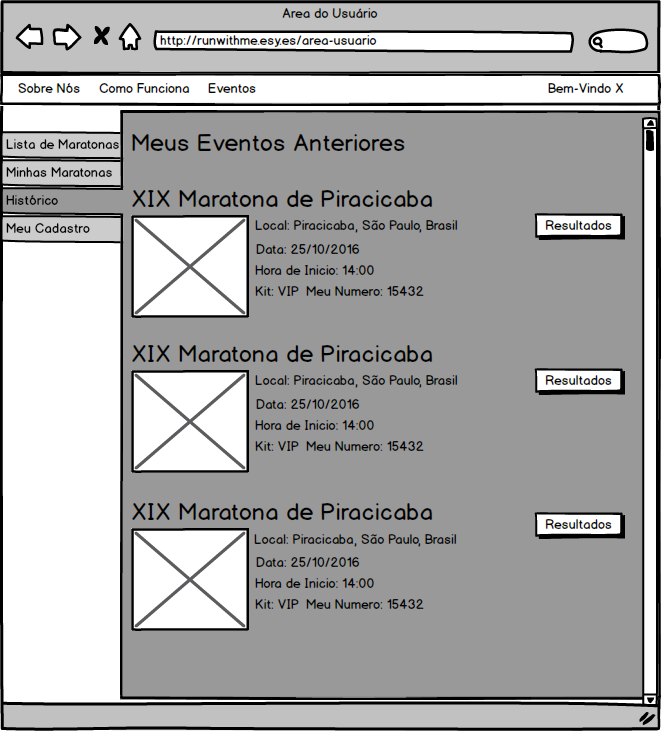 Area do Usuário
http://runwithme.esy.es/area-usuario
Sobre Nós Como Funciona Eventos Bem-Vindo X
Lista de Maratonas
Minhas Maratonas
Histórico
Meu Cadastro
Meus Eventos Anteriores
XIX Maratona de Piracicaba
Local: Piracicaba, São Paulo, Brasil
Resultados
Data: 25/10/2016
Hora de Inicio: 14:00
Kit: VIP Meu Numero: 15432
XIX Maratona de Piracicaba
Local: Piracicaba, São Paulo, Brasil
Resultados
Data: 25/10/2016
Hora de Inicio: 14:00
Kit: VIP Meu Numero: 15432
XIX Maratona de Piracicaba
Resultados
Local: Piracicaba, São Paulo, Brasil
Data: 25/10/2016
Hora de Inicio: 14:00
Kit: VIP Meu Numero: 15432